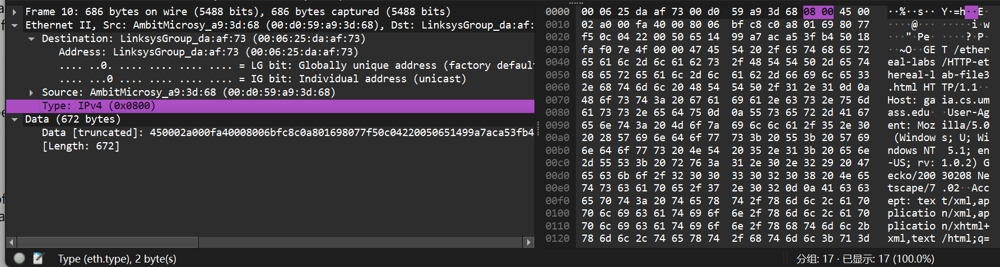 Frame 10: 686 bytes on wire (5488 bits), 686 bytes captured (5488 bits)
Ethernet II, Src: AmbitMicrosy_a9:3d:68 (00:d0:59:a9:3d:68), Dst: LinksysGroup_da:af:
Destination: LinksysGroup_da:af:73 (00:06:25:da:af:73)
Address: LinksysGroup_da:af:73 (00:06:25:da:af:73)
.... ..0. .... .... .... .... = LG bit: Globally unique address (factory default
.... ...0 .... .... .... .... = IG bit: Individual address (unicast)
Source: AmbitMicrosy_a9:3d:68 (00:d0:59:a9:3d:68)
Type: IPv4 (0x0800)
Data (672 bytes)
Data [truncated]: 450002a000fa40008006bfc8c0a801698077f50c04220050651499a7aca53fb4
[Length: 672]
0000 00 06 25 da af 73 00 d0 59 a9 3d 68 08 00 45 00 ··%··s·· Y·=h··E·
0010 02 a0 00 fa 40 00 80 06 bf c8 c0 a8 01 69 80 77 ····@··· ·····i·w
0020 f5 0c 04 22 00 50 65 14 99 a7 ac a5 3f b4 50 18 ···"·Pe· ····?·P·
0030 fa f0 7e 4f 00 00 47 45 54 20 2f 65 74 68 65 72 ··~O··GE T /ether
0040 65 61 6c 2d 6c 61 62 73 2f 48 54 54 50 2d 65 74 eal-labs /HTTP-et
0050 68 65 72 65 61 6c 2d 6c 61 62 2d 66 69 6c 65 33 hereal-l ab-file3
0060 2e 68 74 6d 6c 20 48 54 54 50 2f 31 2e 31 0d 0a .html HT TP/1.1··
0070 48 6f 73 74 3a 20 67 61 69 61 2e 63 73 2e 75 6d Host: ga ia.cs.um
0080 61 73 73 2e 65 64 75 0d 0a 55 73 65 72 2d 41 67 ass.edu· ·User-Ag
0090 65 6e 74 3a 20 4d 6f 7a 69 6c 6c 61 2f 35 2e 30 ent: Moz illa/5.0
00a0 20 28 57 69 6e 64 6f 77 73 3b 20 55 3b 20 57 69 (Window s; U; Wi
00b0 6e 64 6f 77 73 20 4e 54 20 35 2e 31 3b 20 65 6e ndows NT 5.1; en
00c0 2d 55 53 3b 20 72 76 3a 31 2e 30 2e 32 29 20 47 -US; rv: 1.0.2) G
00d0 65 63 6b 6f 2f 32 30 30 33 30 32 30 38 20 4e 65 ecko/200 30208 Ne
00e0 74 73 63 61 70 65 2f 37 2e 30 32 0d 0a 41 63 63 tscape/7 .02··Acc
00f0 65 70 74 3a 20 74 65 78 74 2f 78 6d 6c 2c 61 70 ept: tex t/xml,ap
0100 70 6c 69 63 61 74 69 6f 6e 2f 78 6d 6c 2c 61 70 plicatio n/xml,ap
0110 70 6c 69 63 61 74 69 6f 6e 2f 78 68 74 6d 6c 2b plicatio n/xhtml+
0120 78 6d 6c 2c 74 65 78 74 2f 68 74 6d 6c 3b 71 3d xml,text /html;q=
Type (eth.type), 2 byte(s)
分组: 17 · 已显示: 17 (100.0%)